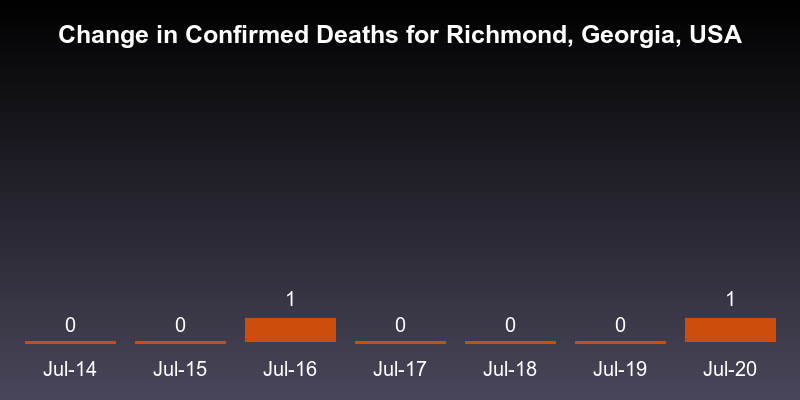 Change in Confirmed Deaths for Richmond, Georgia, USA
1 1
0 0 0 0 0
Jul-14 Jul-15 Jul-16 Jul-17 Jul-18 Jul-19 Jul-20